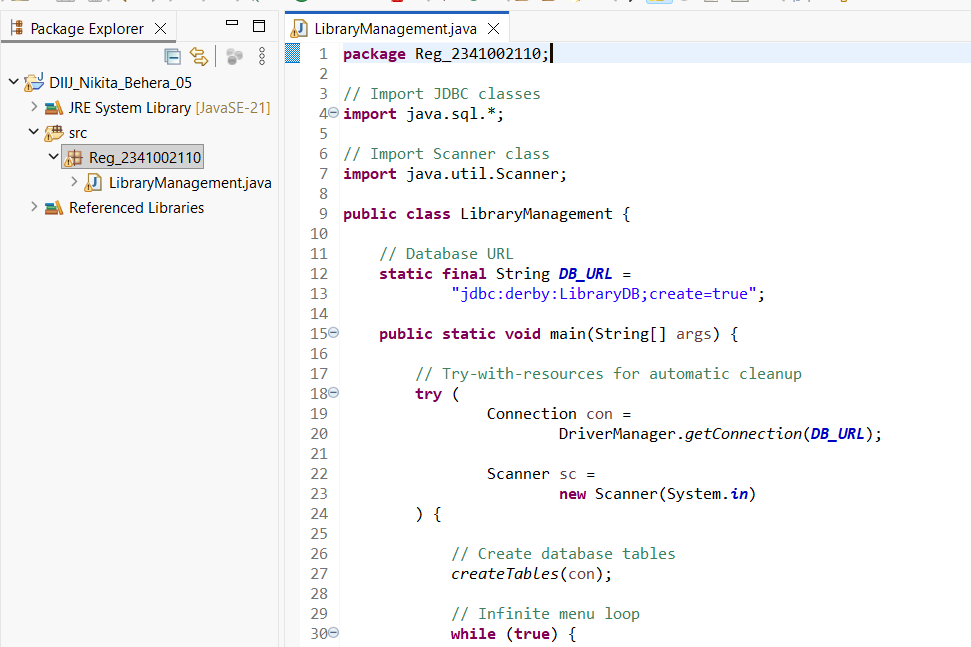 Package Explorer
DIIJ_Nikita_Behera_05
JRE System Library [JavaSE-21]
src
Reg_2341002110
LibraryManagement.java
Referenced Libraries
LibraryManagement.java
1 package Reg_2341002110;
2
3 // Import JDBC classes
4 import java.sql.*;
5
6 // Import Scanner class
7 import java.util.Scanner;
8
9 public class LibraryManagement {
10
11 // Database URL
12 static final String DB_URL =
13 "jdbc:derby:LibraryDB;create=true";
14
15 public static void main(String[] args) {
16
17 // Try-with-resources for automatic cleanup
18 try (
19 Connection con =
20 DriverManager.getConnection(DB_URL);
21
22 Scanner sc =
23 new Scanner(System.in)
24 ) {
25
26 // Create database tables
27 createTables(con);
28
29 // Infinite menu loop
30 while (true) {